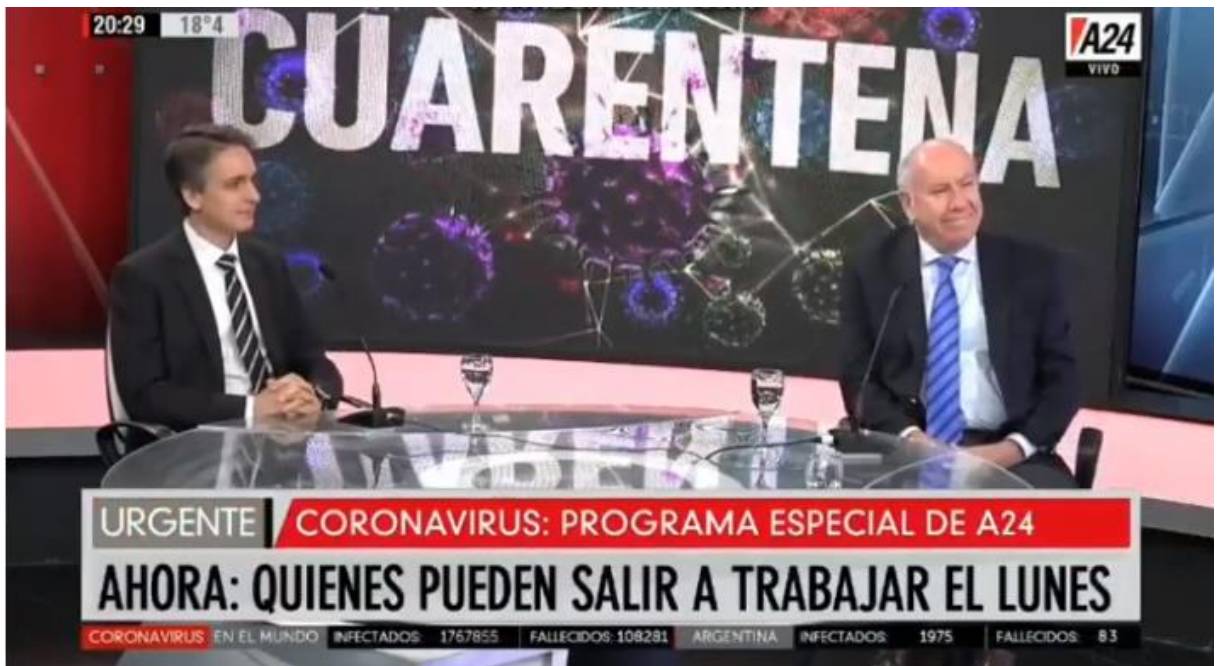 20:29 18°4
A24
VIVO
CUARENTENA
URGENTE CORONAVIRUS: PROGRAMA ESPECIAL DE A24
AHORA: QUIENES PUEDEN SALIR A TRABAJAR EL LUNES
CORONAVIRUS EN EL MUNDO INFECTADOS: 1767855 FALLECIDOS: 108281 ARGENTINA INFECTADOS: 1975 FALLECIDOS: 83